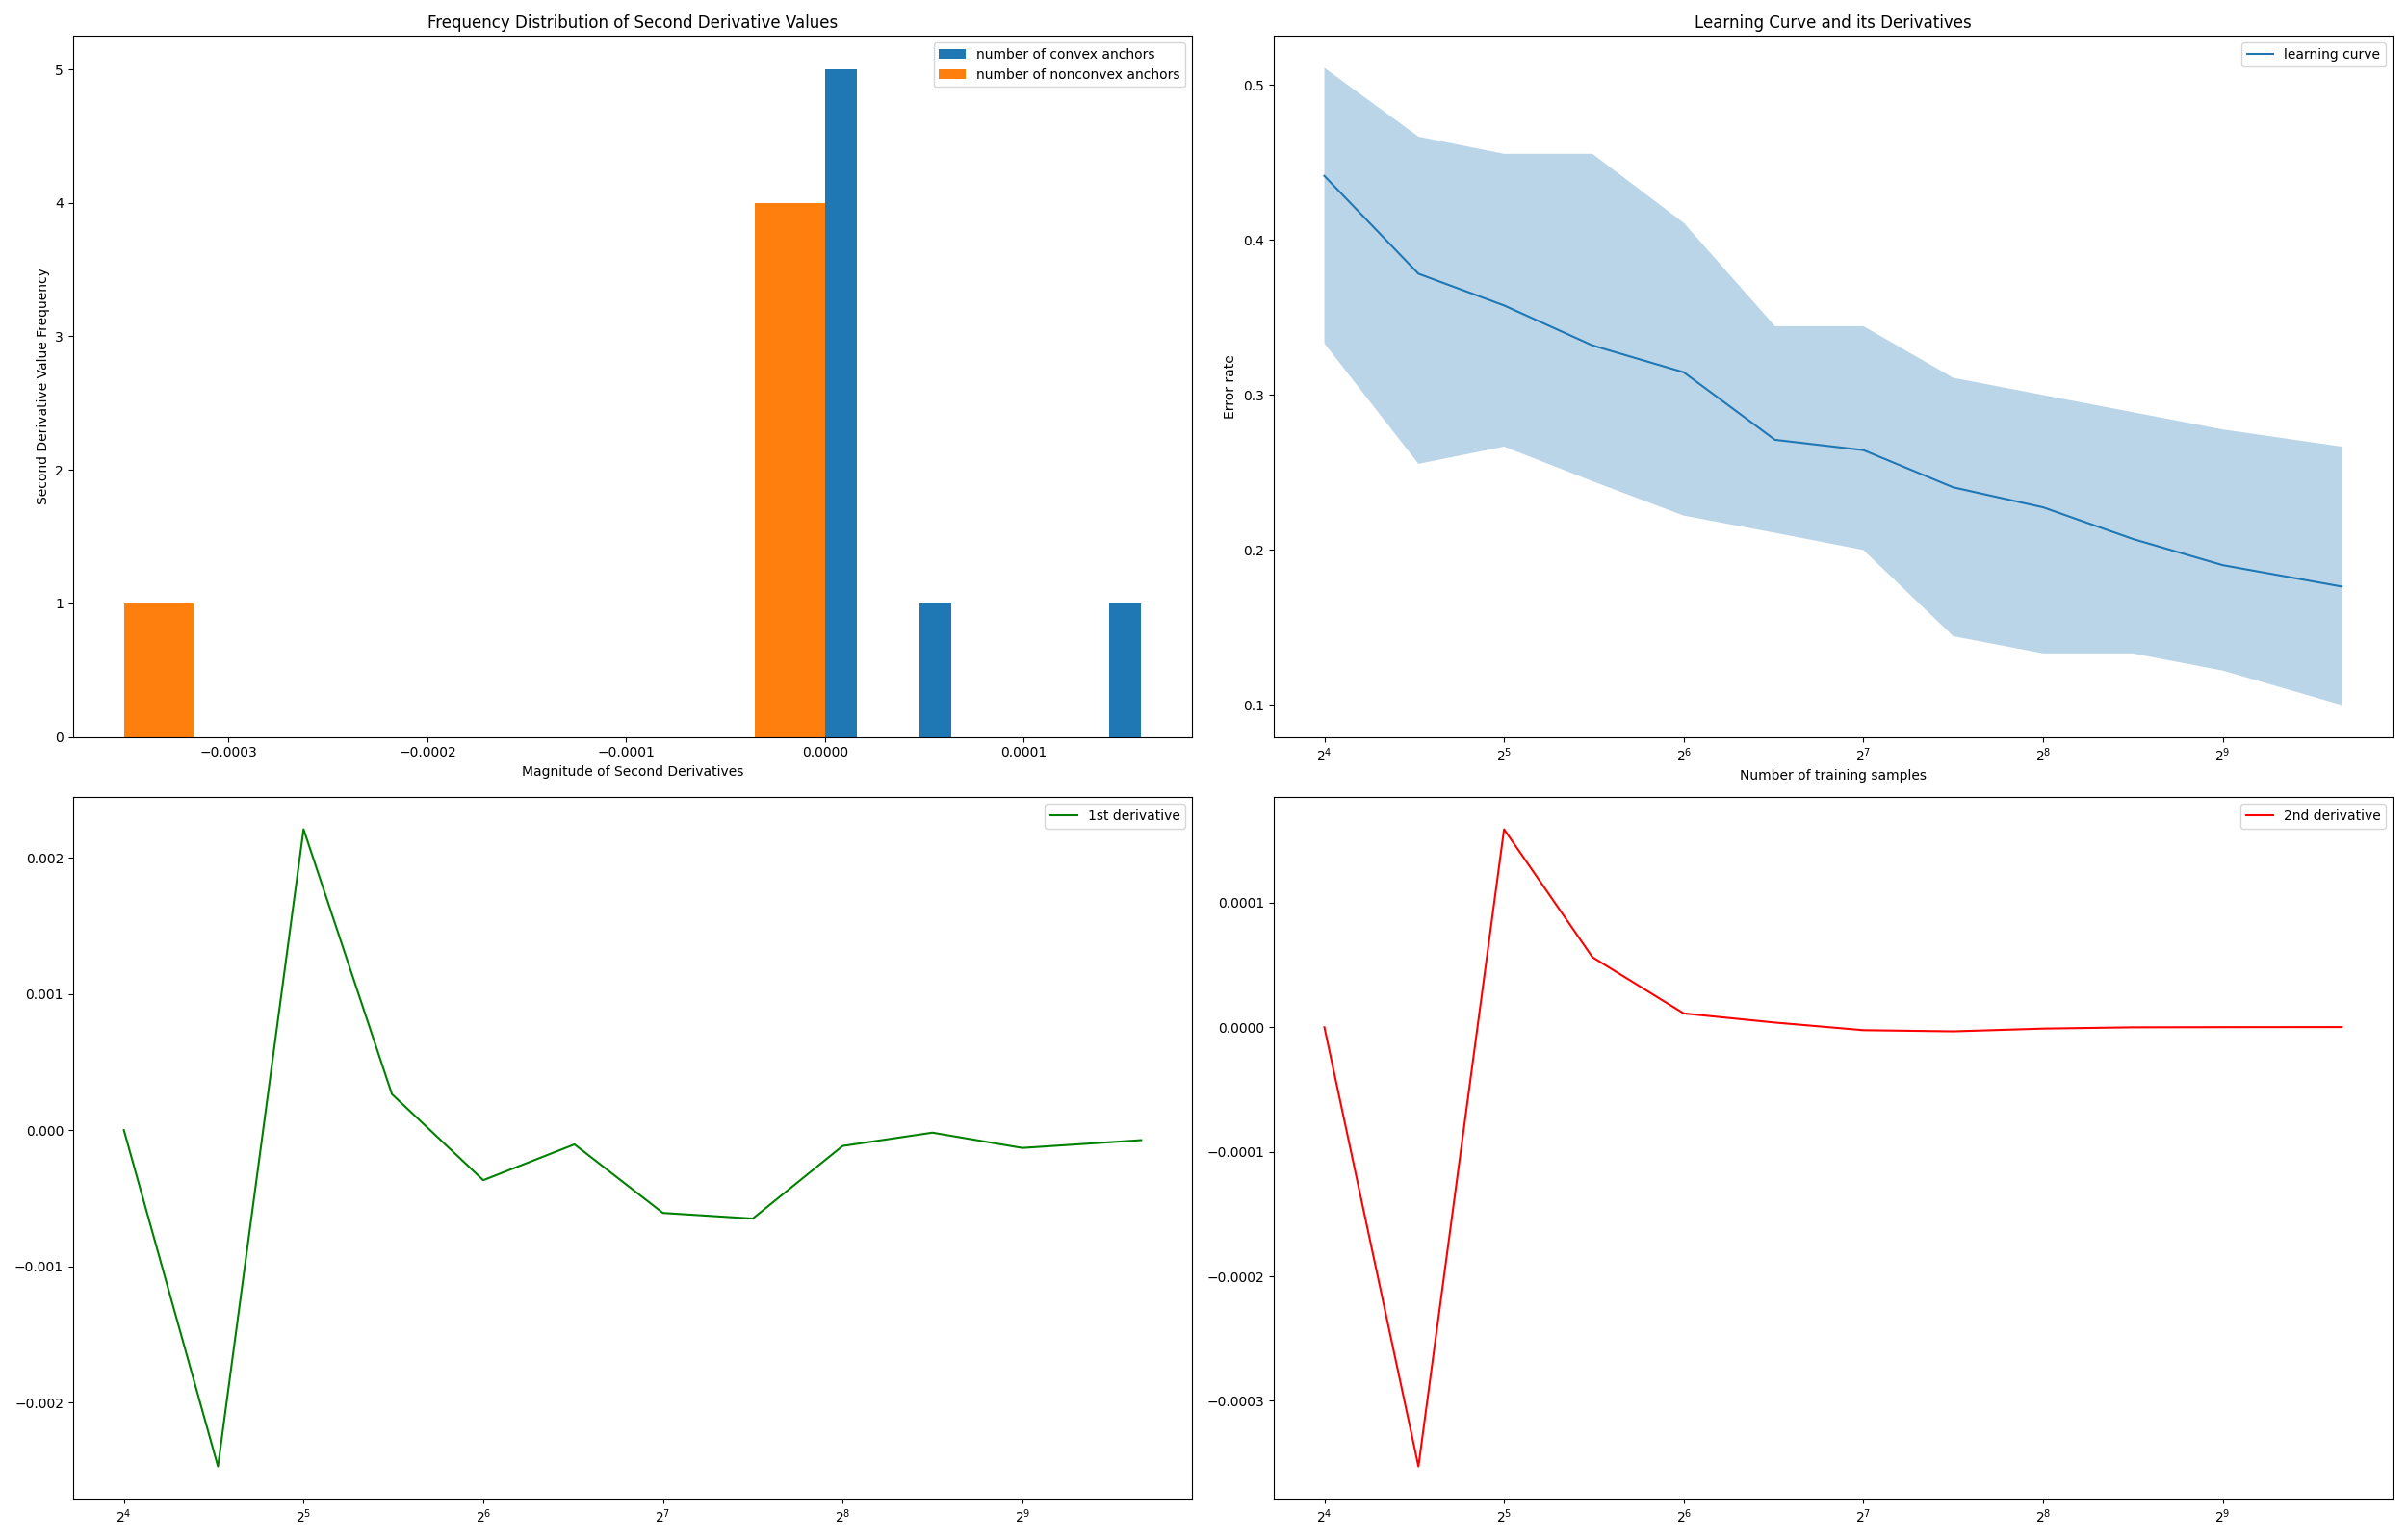 Frequency Distribution of Second Derivative Values
number of convex anchors
number of nonconvex anchors
Second Derivative Value Frequency
5
4
3
2
1
0
−0.0003 −0.0002 −0.0001 0.0000 0.0001
Magnitude of Second Derivatives
Learning Curve and its Derivatives
learning curve
Error rate
0.5
0.4
0.3
0.2
0.1
2⁴ 2⁵ 2⁶ 2⁷ 2⁸ 2⁹
Number of training samples
1st derivative
0.002
0.001
0.000
−0.001
−0.002
2⁴ 2⁵ 2⁶ 2⁷ 2⁸ 2⁹
2nd derivative
0.0001
0.0000
−0.0001
−0.0002
−0.0003
2⁴ 2⁵ 2⁶ 2⁷ 2⁸ 2⁹